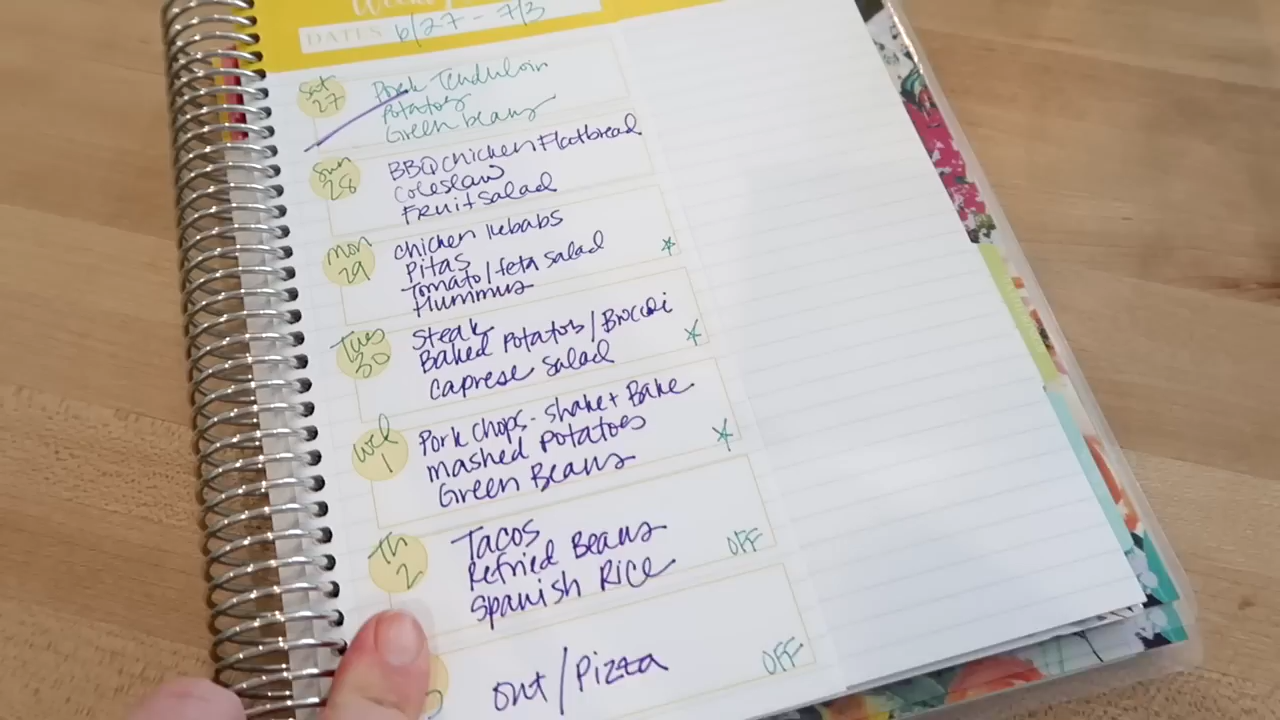 DATES 6/27 - 7/3
Sat 27
Pork Tenderloin
Potatoes
Green beans
Sun 28
BBQ chicken Flatbread
coleslaw
Fruit salad
Mon 29
chicken kebabs
Pitas
Tomato/feta salad
Hummus
Tues 30
Steak
Baked Potatos/Broccoli
caprese salad
Wed 1
Pork chops - shake + Bake
mashed potatoes
Green Beans
Th 2
Tacos
Refried Beans
Spanish Rice
OFF
out/Pizza
OFF